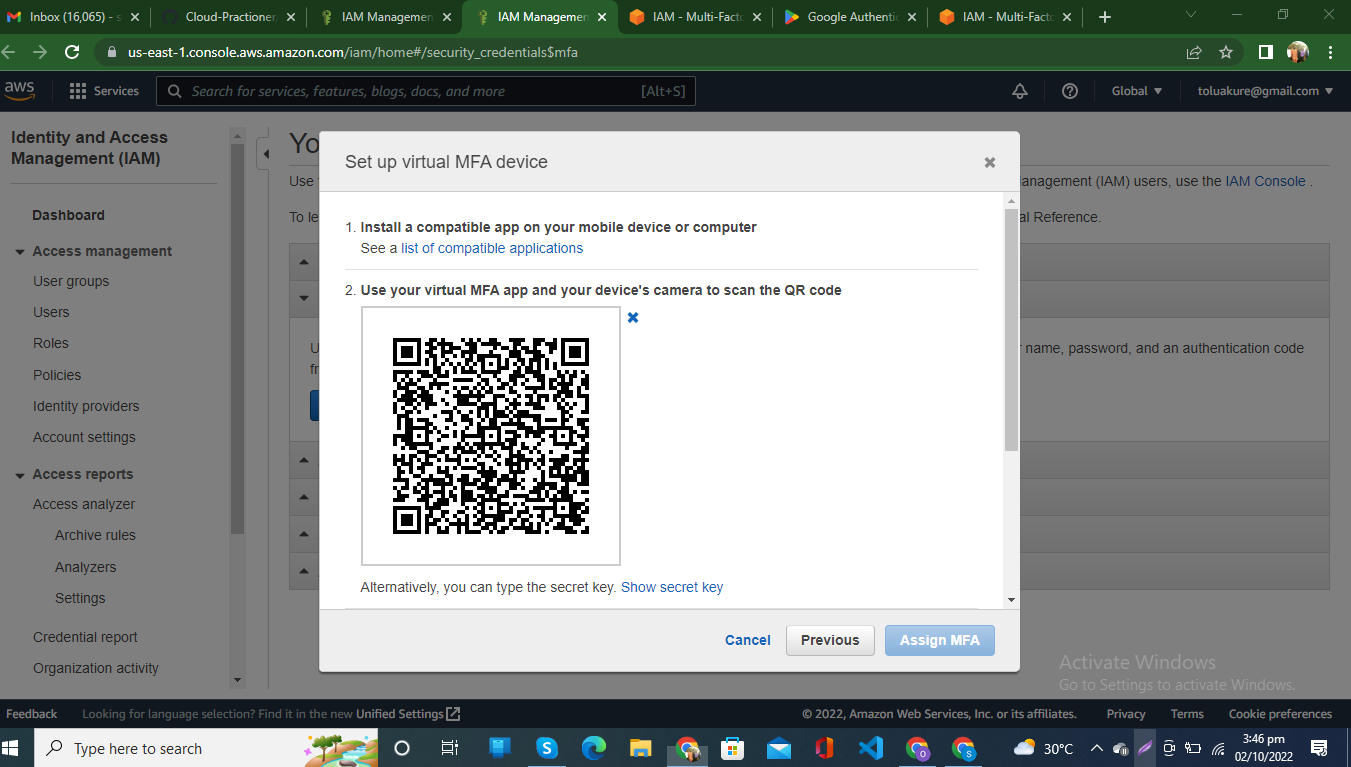 Inbox (16,065) - s
Cloud-Practioner
IAM Managemen
IAM Managemen
IAM - Multi-Facto
Google Authentic
IAM - Multi-Facto
us-east-1.console.aws.amazon.com/iam/home#/security_credentials$mfa
aws
Services
Search for services, features, blogs, docs, and more
[Alt+S]
Global
toluakure@gmail.com
Identity and Access
Management (IAM)
Dashboard
Access management
User groups
Users
Roles
Policies
Identity providers
Account settings
Access reports
Access analyzer
Archive rules
Analyzers
Settings
Credential report
Organization activity
Yo
Use
anagement (IAM) users, use the IAM Console .
To le
al Reference.
U
name, password, and an authentication code
fr
Set up virtual MFA device
1. Install a compatible app on your mobile device or computer
See a list of compatible applications
2. Use your virtual MFA app and your device's camera to scan the QR code
Alternatively, you can type the secret key. Show secret key
Cancel
Previous
Assign MFA
Activate Windows
Go to Settings to activate Windows.
Feedback
Looking for language selection? Find it in the new Unified Settings
© 2022, Amazon Web Services, Inc. or its affiliates.
Privacy
Terms
Cookie preferences
Type here to search
30°C
3:46 pm
02/10/2022